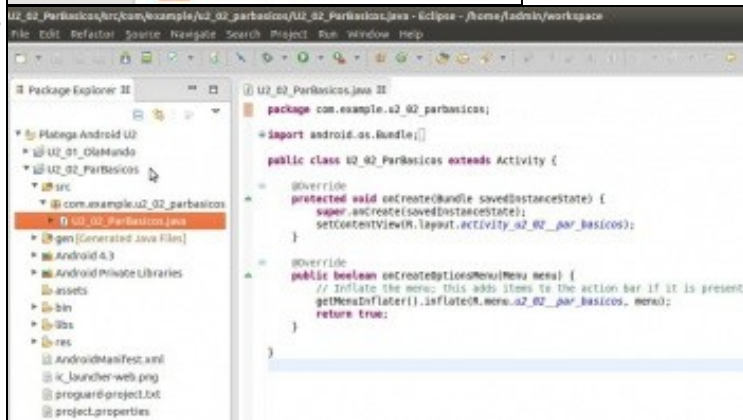 U2_02_ParBasicos/src/com/example/u2_02_parbasicos/U2_02_ParBasicos.java - Eclipse - /home/ladmin/workspace
File Edit Refactor Source Navigate Search Project Run Window Help
Package Explorer
Platega Android U2
U2_01_OlaMundo
U2_02_ParBasicos
src
com.example.u2_02_parbasicos
U2_02_ParBasicos.java
gen [Generated Java Files]
Android 4.3
Android Private Libraries
assets
bin
libs
res
AndroidManifest.xml
ic_launcher-web.png
proguard-project.txt
project.properties
U2_02_ParBasicos.java
package com.example.u2_02_parbasicos;
import android.os.Bundle;
public class U2_02_ParBasicos extends Activity {
@Override
protected void onCreate(Bundle savedInstanceState) {
super.onCreate(savedInstanceState);
setContentView(R.layout.activity_u2_02__par_basicos);
}
@Override
public boolean onCreateOptionsMenu(Menu menu) {
// Inflate the menu; this adds items to the action bar if it is present
getMenuInflater().inflate(R.menu.u2_02__par_basicos, menu);
return true;
}
}